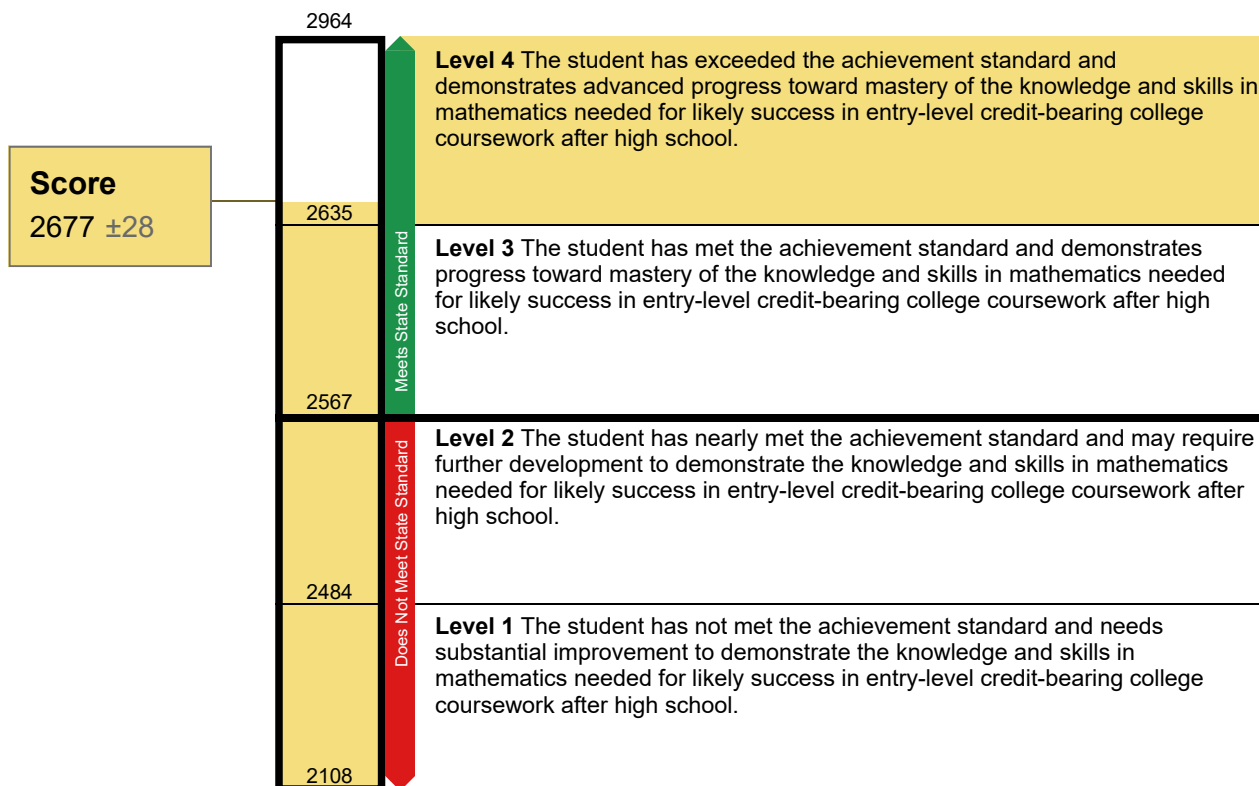 2964
Level 4 The student has exceeded the achievement standard and
demonstrates advanced progress toward mastery of the knowledge and skills in
mathematics needed for likely success in entry-level credit-bearing college
coursework after high school.
Score
2677 ±28
2635
Level 3 The student has met the achievement standard and demonstrates
progress toward mastery of the knowledge and skills in mathematics needed
for likely success in entry-level credit-bearing college coursework after high
school.
Meets State Standard
2567
Level 2 The student has nearly met the achievement standard and may require
further development to demonstrate the knowledge and skills in mathematics
needed for likely success in entry-level credit-bearing college coursework after
high school.
Does Not Meet State Standard
2484
Level 1 The student has not met the achievement standard and needs
substantial improvement to demonstrate the knowledge and skills in
mathematics needed for likely success in entry-level credit-bearing college
coursework after high school.
2108